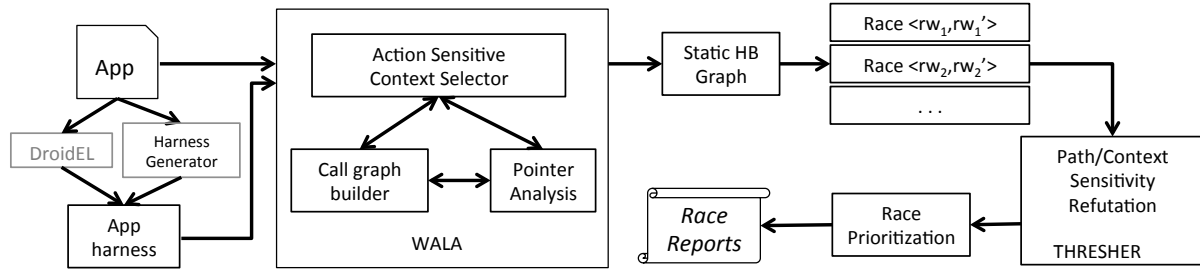 App
DroidEL
Harness
Generator
App
harness
Action Sensitive
Context Selector
Call graph
builder
Pointer
Analysis
WALA
Static HB
Graph
Race <rw₁,rw₁’>
Race <rw₂,rw₂’>
. . .
Path/Context
Sensitivity
Refutation
THRESHER
Race
Prioritization
Race
Reports